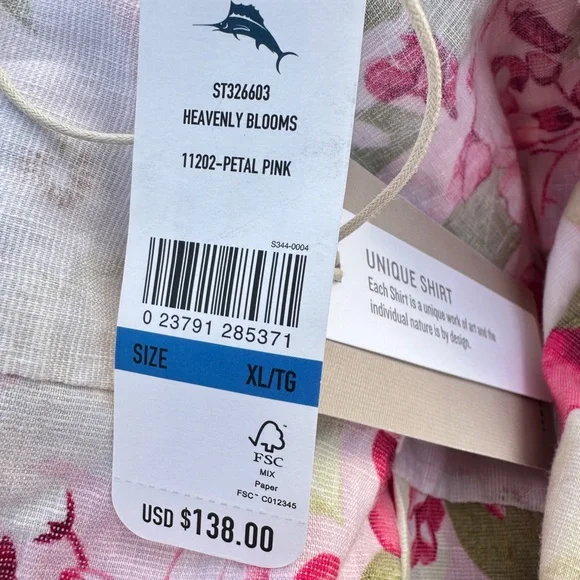 ST326603
HEAVENLY BLOOMS
11202-PETAL PINK
S344-0004
0 23791 285371
SIZE XL/TG
FSC
MIX
Paper
FSC™ C012345
USD $138.00
UNIQUE SHIRT
Each Shirt is a unique work of art and the
individual nature is by design.